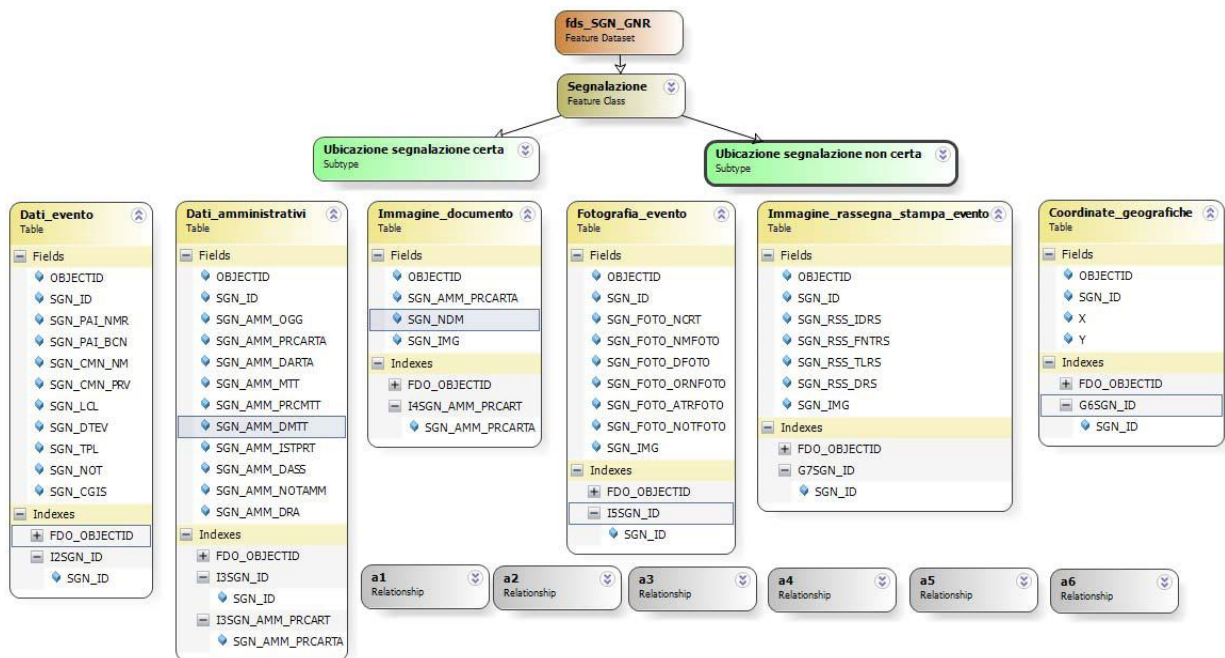 fds_SGN_GNR
Feature Dataset
Segnalazione
Feature Class
Ubicazione segnalazione certa
Subtype
Ubicazione segnalazione non certa
Subtype
Dati_evento
Table
Fields
OBJECTID
SGN_ID
SGN_PAI_NMR
SGN_PAI_BCN
SGN_CMN_NM
SGN_CMN_PRV
SGN_LCL
SGN_DTEV
SGN_TPL
SGN_NOT
SGN_CGIS
Indexes
FDO_OBJECTID
I2SGN_ID
SGN_ID
Dati_amministrativi
Table
Fields
OBJECTID
SGN_ID
SGN_AMM_OGG
SGN_AMM_PRCARTA
SGN_AMM_DARTA
SGN_AMM_MTT
SGN_AMM_PRCMTT
SGN_AMM_DMTT
SGN_AMM_ISTPRT
SGN_AMM_DASS
SGN_AMM_NOTAMM
SGN_AMM_DRA
Indexes
FDO_OBJECTID
I3SGN_ID
SGN_ID
I3SGN_AMM_PRCART
SGN_AMM_PRCARTA
Immagine_documento
Table
Fields
OBJECTID
SGN_AMM_PRCARTA
SGN_NDM
SGN_IMG
Indexes
FDO_OBJECTID
I4SGN_AMM_PRCART
SGN_AMM_PRCARTA
Fotografia_evento
Table
Fields
OBJECTID
SGN_ID
SGN_FOTO_NCRT
SGN_FOTO_NMFOTO
SGN_FOTO_DFOTO
SGN_FOTO_ORNFOTO
SGN_FOTO_ATRFOTO
SGN_FOTO_NOTFOTO
SGN_IMG
Indexes
FDO_OBJECTID
I5SGN_ID
SGN_ID
Immagine_rassegna_stampa_evento
Table
Fields
OBJECTID
SGN_ID
SGN_RSS_IDRS
SGN_RSS_FNTRS
SGN_RSS_TLRS
SGN_RSS_DRS
SGN_IMG
Indexes
FDO_OBJECTID
G7SGN_ID
SGN_ID
Coordinate_geografiche
Table
Fields
OBJECTID
SGN_ID
X
Y
Indexes
FDO_OBJECTID
G6SGN_ID
SGN_ID
a1
Relationship
a2
Relationship
a3
Relationship
a4
Relationship
a5
Relationship
a6
Relationship